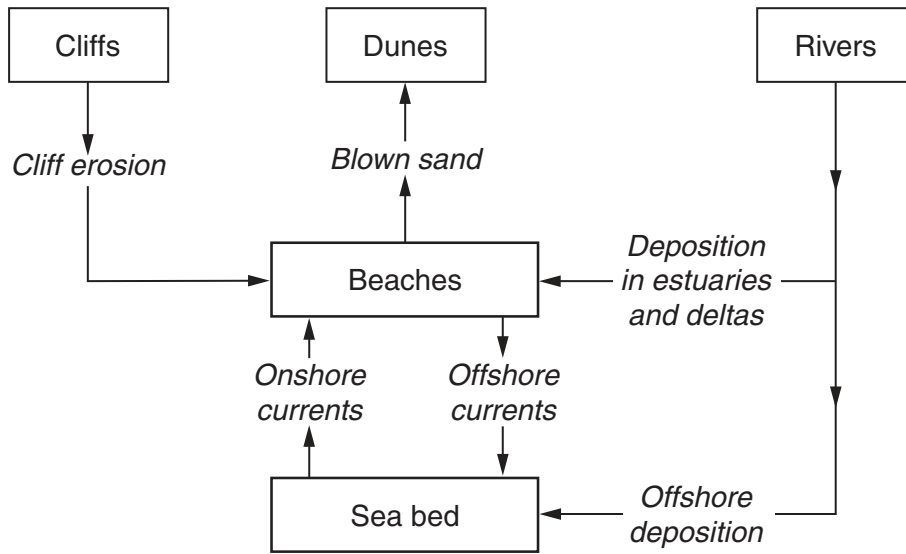 Cliffs
Dunes
Rivers
Cliff erosion
Blown sand
Beaches
Deposition
in estuaries
and deltas
Onshore
currents
Offshore
currents
Sea bed
Offshore
deposition